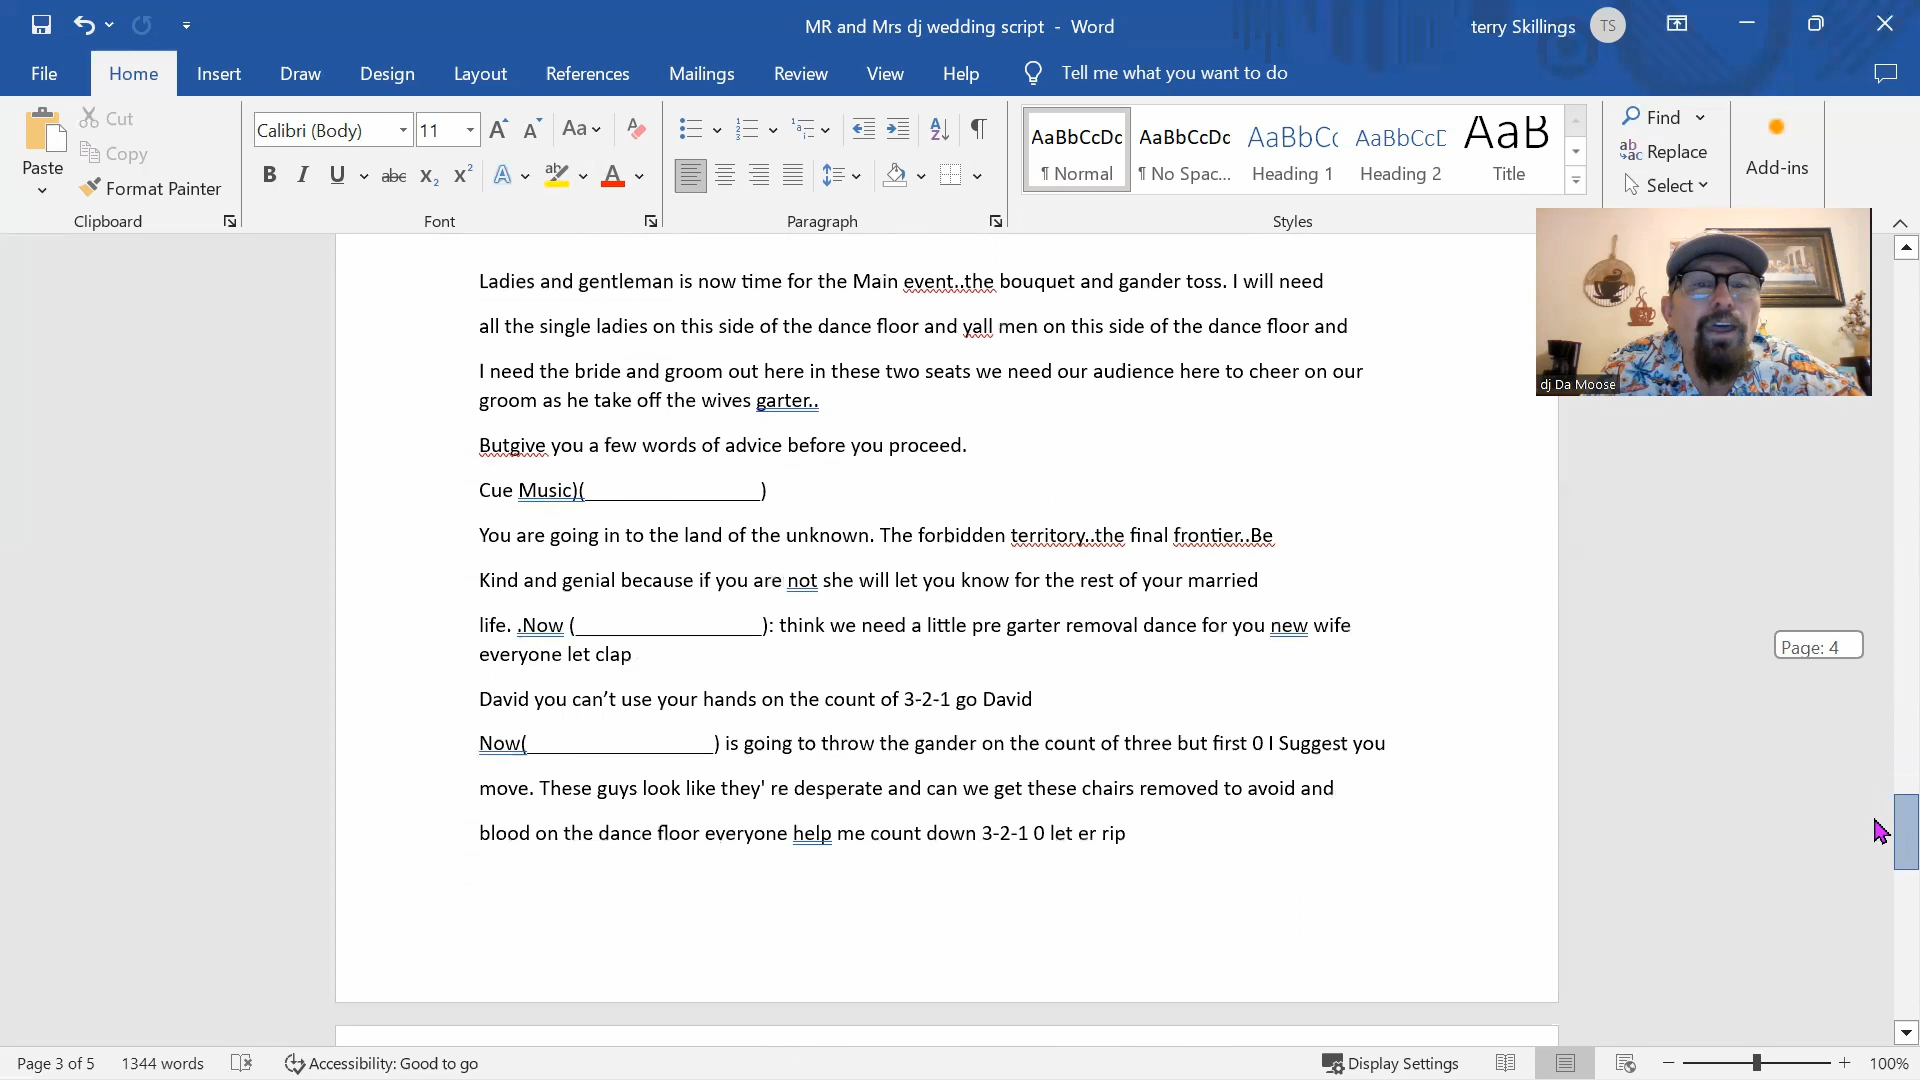 MR and Mrs dj wedding script - Word
terry Skillings
TS
File Home Insert Draw Design Layout References Mailings Review View Help Tell me what you want to do
Paste
Cut
Copy
Format Painter
Clipboard
Calibri (Body) 11
Aa
B I U abc x₂ x²
A A
Font
Paragraph
AaBbCcDc AaBbCcDc AaBbCc AaBbCcD AaB
¶ Normal ¶ No Spac... Heading 1 Heading 2 Title
Styles
Find
Replace
Select
Add-ins
Ladies and gentleman is now time for the Main event..the bouquet and gander toss. I will need
all the single ladies on this side of the dance floor and yall men on this side of the dance floor and
I need the bride and groom out here in these two seats we need our audience here to cheer on our
groom as he take off the wives garter..
Butgive you a few words of advice before you proceed.
Cue Music)(________________)
You are going in to the land of the unknown. The forbidden territory..the final frontier..Be
Kind and genial because if you are not she will let you know for the rest of your married
life. .Now (_________________): think we need a little pre garter removal dance for you new wife
everyone let clap
David you can’t use your hands on the count of 3-2-1 go David
Now(_________________) is going to throw the gander on the count of three but first 0 I Suggest you
move. These guys look like they' re desperate and can we get these chairs removed to avoid and
blood on the dance floor everyone help me count down 3-2-1 0 let er rip
dj Da Moose
Page: 4
Page 3 of 5 1344 words Accessibility: Good to go Display Settings 100%